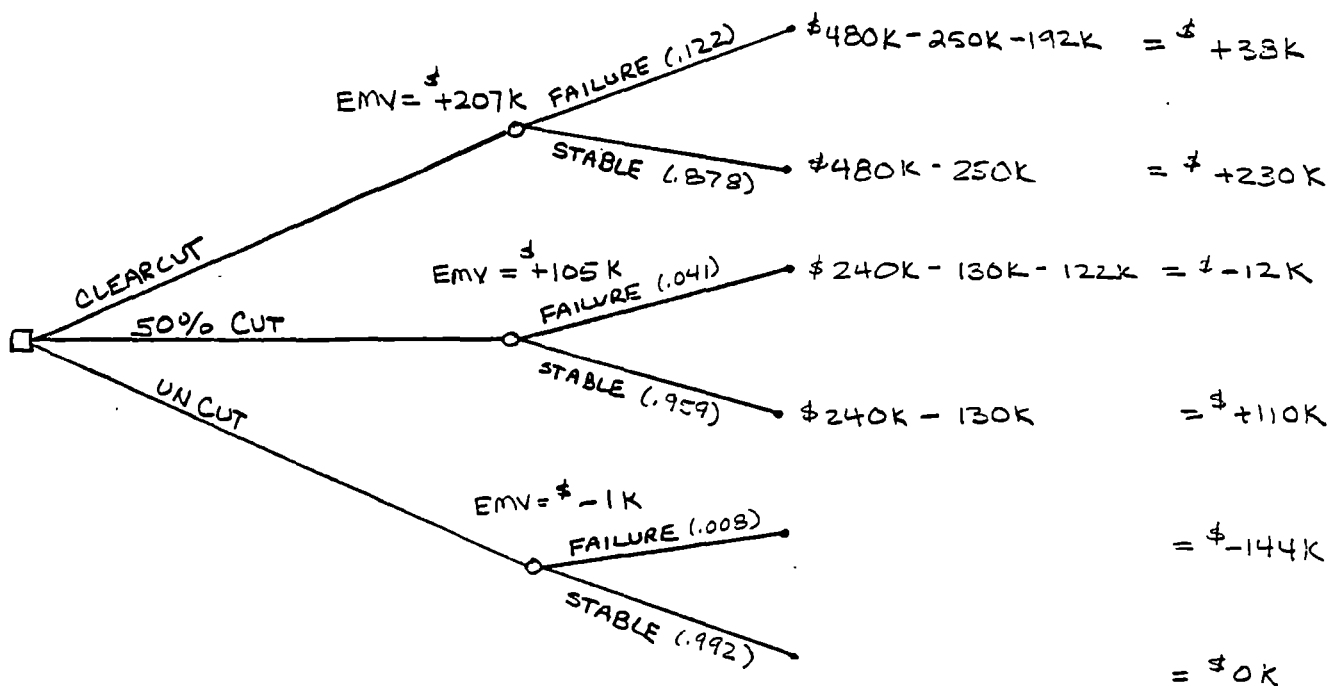 $480K - 250K - 192K = $ +38K
FAILURE (.122)
EMV = $ +207K
STABLE (.878)
$480K - 250K = $ +230K
CLEARCUT
EMV = $ +105K
FAILURE (.041)
$240K - 130K - 122K = $ -12K
50% CUT
STABLE (.959)
$240K - 130K = $ +110K
UNCUT
EMV = $ -1K
FAILURE (.008)
= $ -144K
STABLE (.992)
= $ 0K